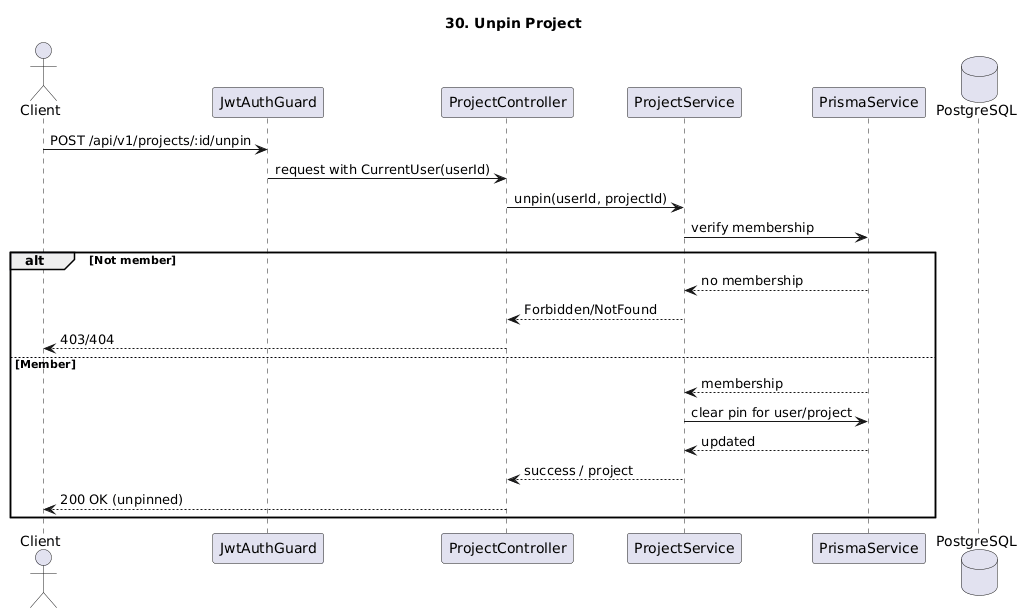 30. Unpin Project
Client
JwtAuthGuard
ProjectController
ProjectService
PrismaService
PostgreSQL
POST /api/v1/projects/:id/unpin
request with CurrentUser(userId)
unpin(userId, projectId)
verify membership
alt [Not member]
no membership
Forbidden/NotFound
403/404
[Member]
membership
clear pin for user/project
updated
success / project
200 OK (unpinned)
Client
JwtAuthGuard
ProjectController
ProjectService
PrismaService
PostgreSQL